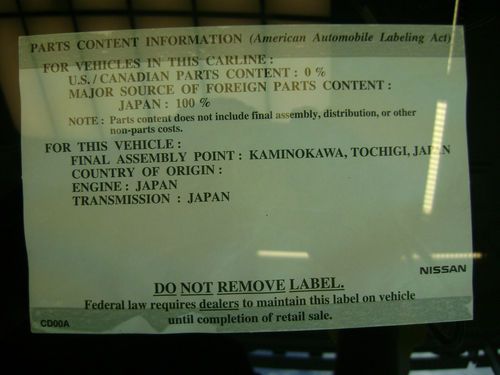 PARTS CONTENT INFORMATION (American Automobile Labeling Act)
FOR VEHICLES IN THIS CARLINE :
U.S. / CANADIAN PARTS CONTENT : 0 %
MAJOR SOURCE OF FOREIGN PARTS CONTENT :
JAPAN : 100 %
NOTE : Parts content does not include final assembly, distribution, or other
non-parts costs.
FOR THIS VEHICLE :
FINAL ASSEMBLY POINT : KAMINOKAWA, TOCHIGI, JAPAN
COUNTRY OF ORIGIN :
ENGINE : JAPAN
TRANSMISSION : JAPAN
NISSAN
DO NOT REMOVE LABEL.
Federal law requires dealers to maintain this label on vehicle
until completion of retail sale.
CD00A